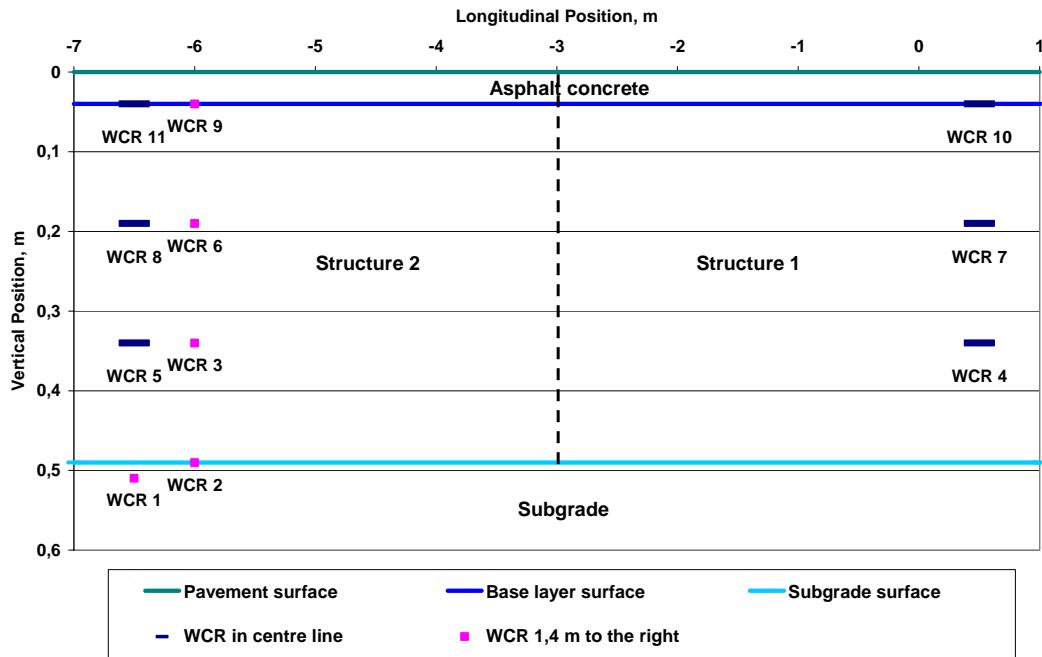 Longitudinal Position, m
-7 -6 -5 -4 -3 -2 -1 0 1
0
Asphalt concrete
WCR 11 WCR 9 WCR 10
0,1
0,2
WCR 8 WCR 6 WCR 7
Structure 2 Structure 1
Vertical Position, m
0,3
WCR 5 WCR 3 WCR 4
0,4
0,5
WCR 1 WCR 2
Subgrade
0,6
Pavement surface Base layer surface Subgrade surface
WCR in centre line WCR 1,4 m to the right